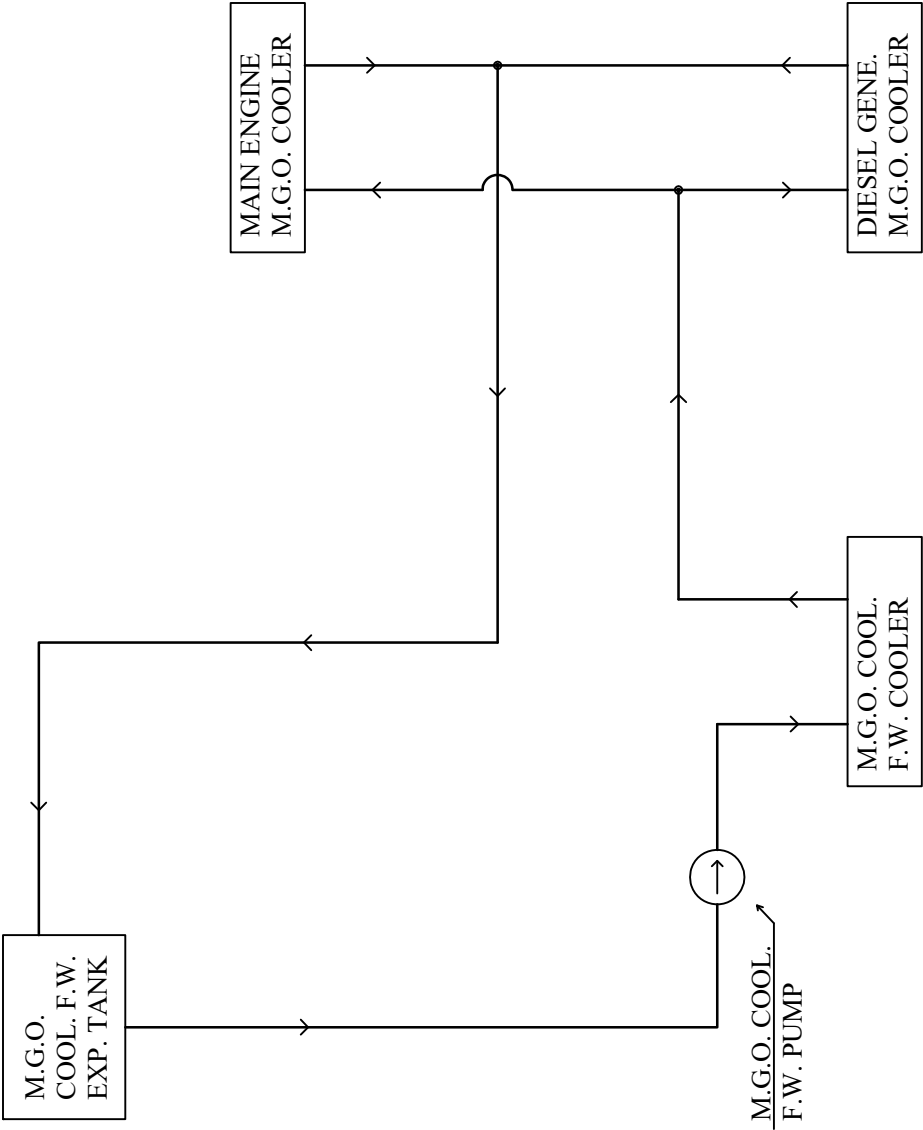 M.G.O.
COOL. F.W.
EXP. TANK
MAIN ENGINE
M.G.O. COOLER
M.G.O. COOL.
F.W. PUMP
M.G.O. COOL.
F.W. COOLER
DIESEL GENE.
M.G.O. COOLER